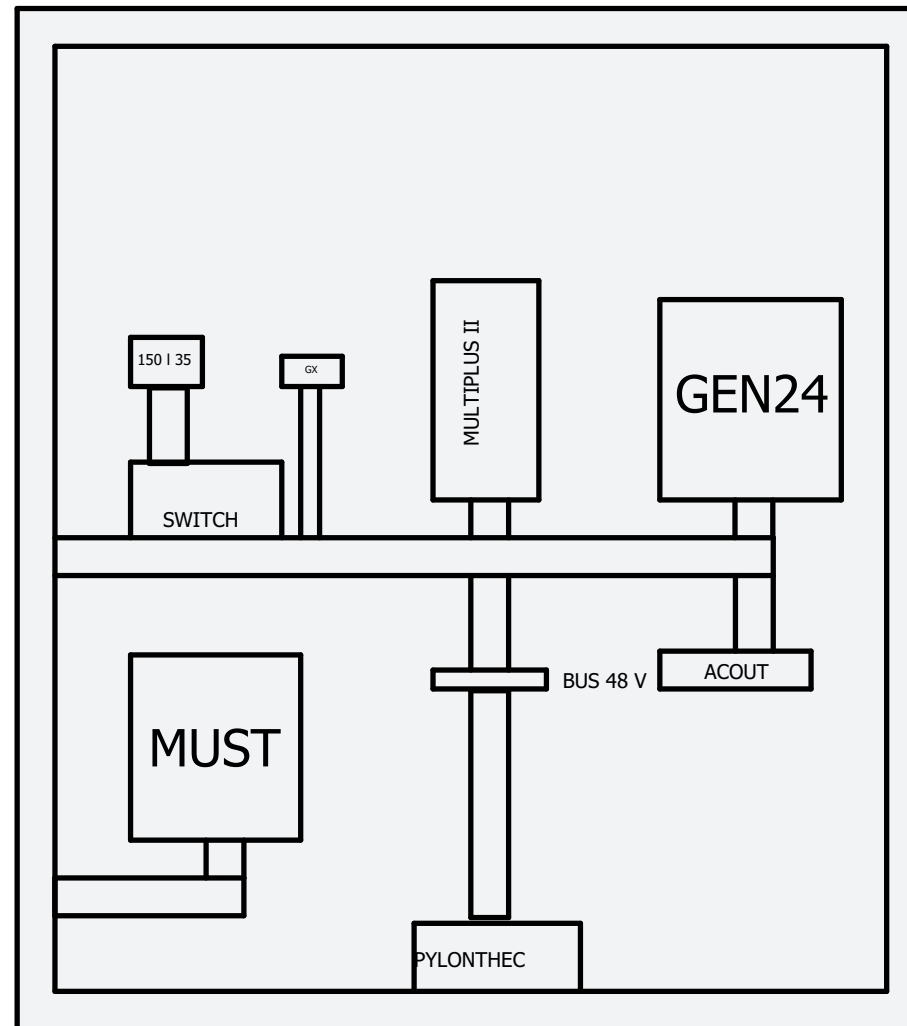 150 l 35
GX
MULTIPLUS II
GEN24
SWITCH
BUS 48 V
ACOUT
MUST
PYLONTHEC